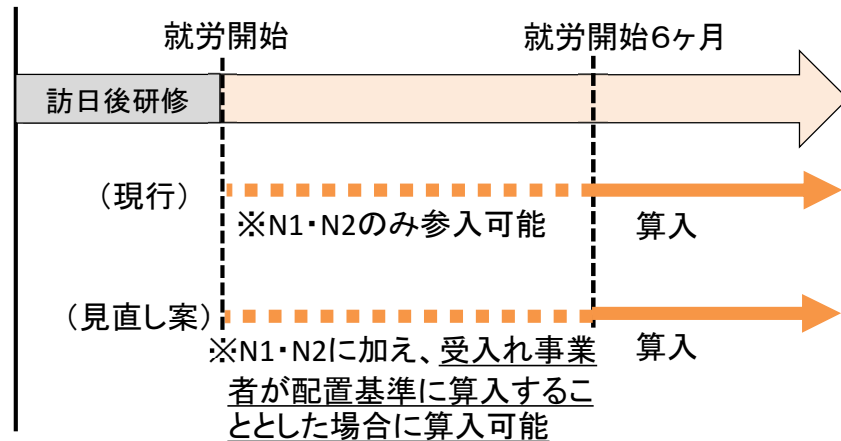 就労開始
就労開始6ヶ月
訪日後研修
（現行）
※N1・N2のみ参入可能
算入
（見直し案）
※N1・N2に加え、受入れ事業
者が配置基準に算入するこ
ととした場合に算入可能
算入